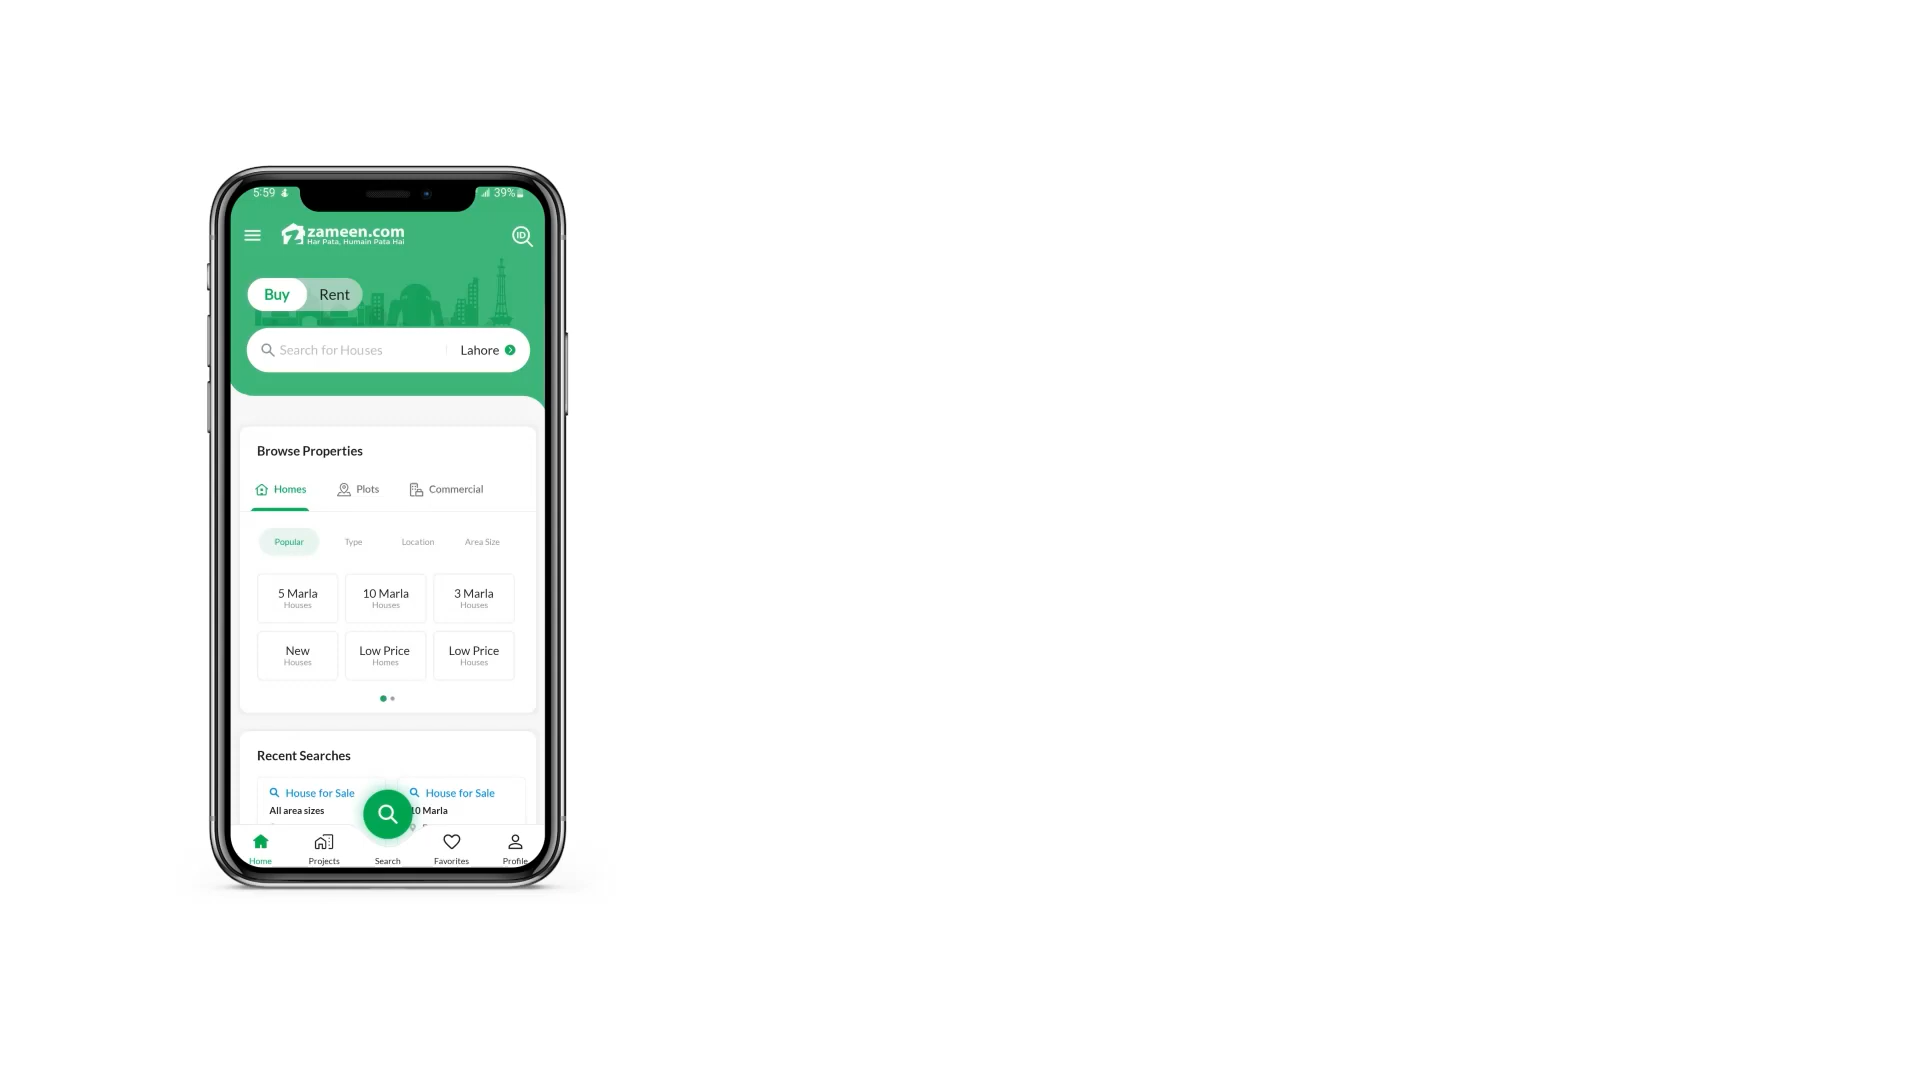 5:59
39%
zameen.com
Har Pata, Humain Pata Hai
ID
Buy Rent
Search for Houses Lahore
Browse Properties
Homes Plots Commercial
Popular Type Location Area Size
5 Marla 10 Marla 3 Marla
Houses Houses Houses
New Low Price Low Price
Houses Homes Houses
Recent Searches
House for Sale House for Sale
All area sizes 10 Marla
Home Projects Search Favorites Profile